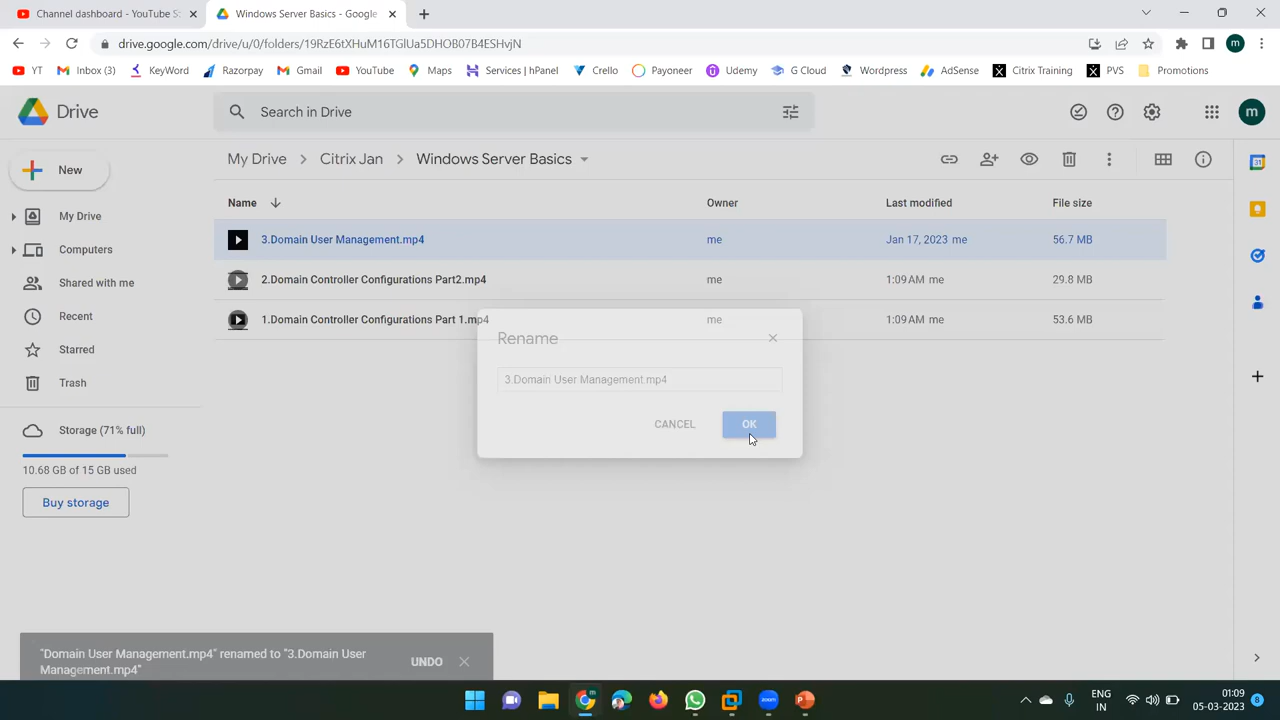 Channel dashboard - YouTube S
Windows Server Basics - Google
drive.google.com/drive/u/0/folders/19RzE6tXHuM16TGlUa5DHOB07B4ESHvjN
m
YT
Inbox (3)
KeyWord
Razorpay
Gmail
YouTube
Maps
Services | hPanel
Crello
Payoneer
Udemy
G Cloud
Wordpress
AdSense
Citrix Training
PVS
Promotions
Drive
Search in Drive
m
New
My Drive
Citrix Jan
Windows Server Basics
Name
Owner
Last modified
File size
My Drive
Computers
Shared with me
Recent
Starred
Trash
Storage (71% full)
10.68 GB of 15 GB used
Buy storage
3.Domain User Management.mp4 me Jan 17, 2023 me 56.7 MB
2.Domain Controller Configurations Part2.mp4 me 1:09 AM me 29.8 MB
1.Domain Controller Configurations Part 1.mp4 me 1:09 AM me 53.6 MB
Rename
3.Domain User Management.mp4
CANCEL
OK
"Domain User Management.mp4" renamed to "3.Domain User
Management.mp4"
UNDO
31
zoom
ENG
IN
01:09
05-03-2023
8